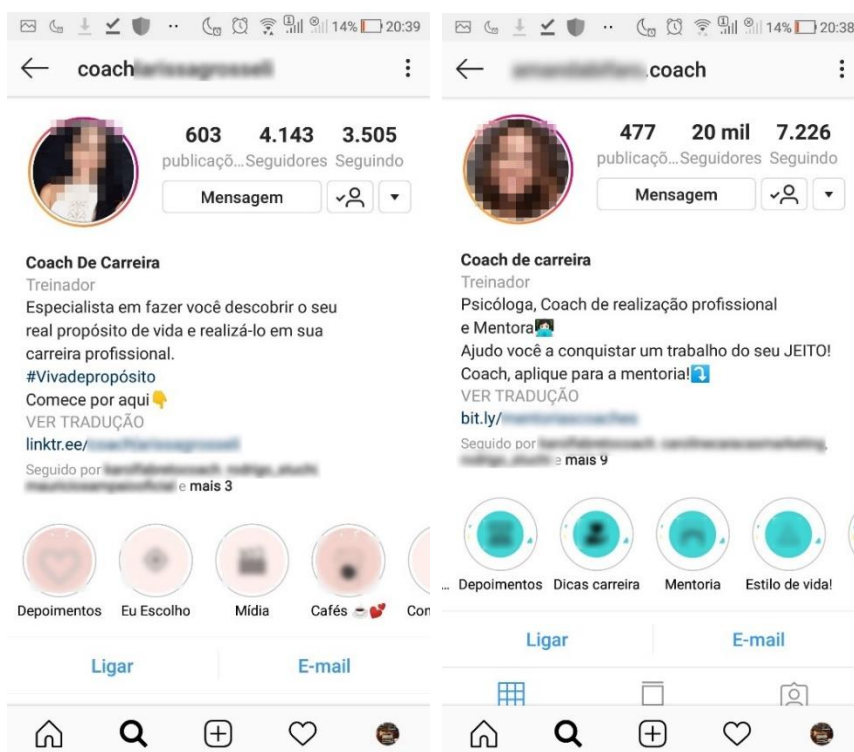 14% 20:39
coach
603 4.143 3.505
publicaçõ... Seguidores Seguindo
Mensagem
Coach De Carreira
Treinador
Especialista em fazer você descobrir o seu
real propósito de vida e realizá-lo em sua
carreira profissional.
#Vivadepropósito
Comece por aqui👇
VER TRADUÇÃO
linktr.ee/
Seguido por
e mais 3
Depoimentos Eu Escolho Mídia Cafés ☕💕 Con
Ligar E-mail
14% 20:38
.coach
477 20 mil 7.226
publicaçõ... Seguidores Seguindo
Mensagem
Coach de carreira
Treinador
Psicóloga, Coach de realização profissional
e Mentora👩🏻‍💻
Ajudo você a conquistar um trabalho do seu JEITO!
Coach, aplique para a mentoria!⤵️
VER TRADUÇÃO
bit.ly/
Seguido por
e mais 9
... Depoimentos Dicas carreira Mentoria Estilo de vida!
Ligar E-mail